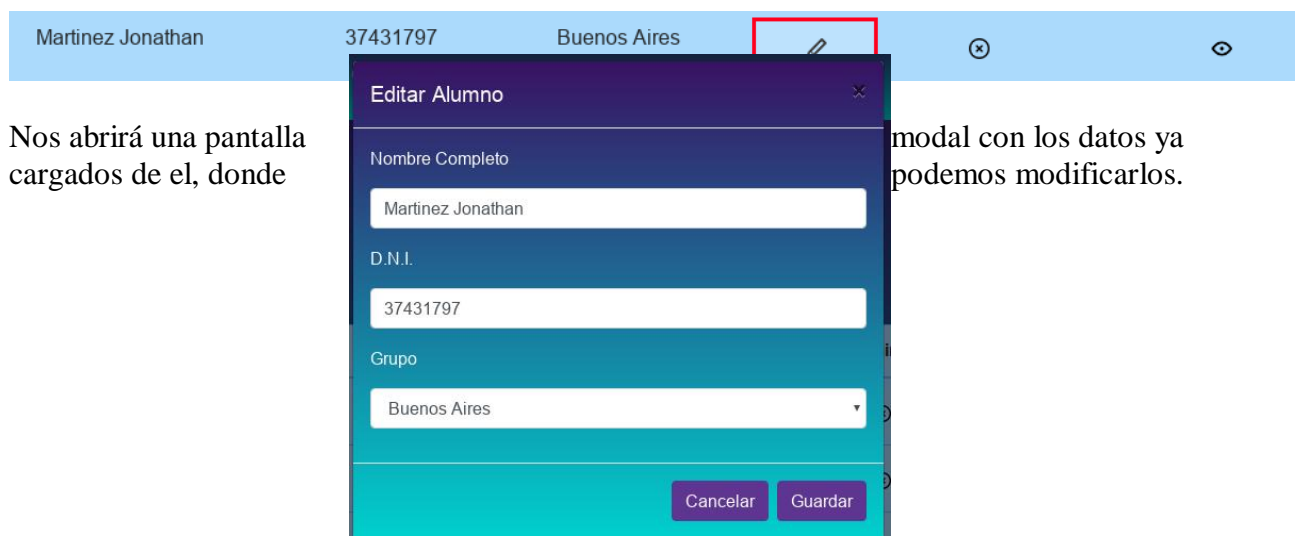 Martinez Jonathan 37431797 Buenos Aires
Editar Alumno
Nos abrirá una pantalla modal con los datos ya
cargados de el, donde podemos modificarlos.
Nombre Completo
Martinez Jonathan
D.N.I.
37431797
Grupo
Buenos Aires
Cancelar Guardar